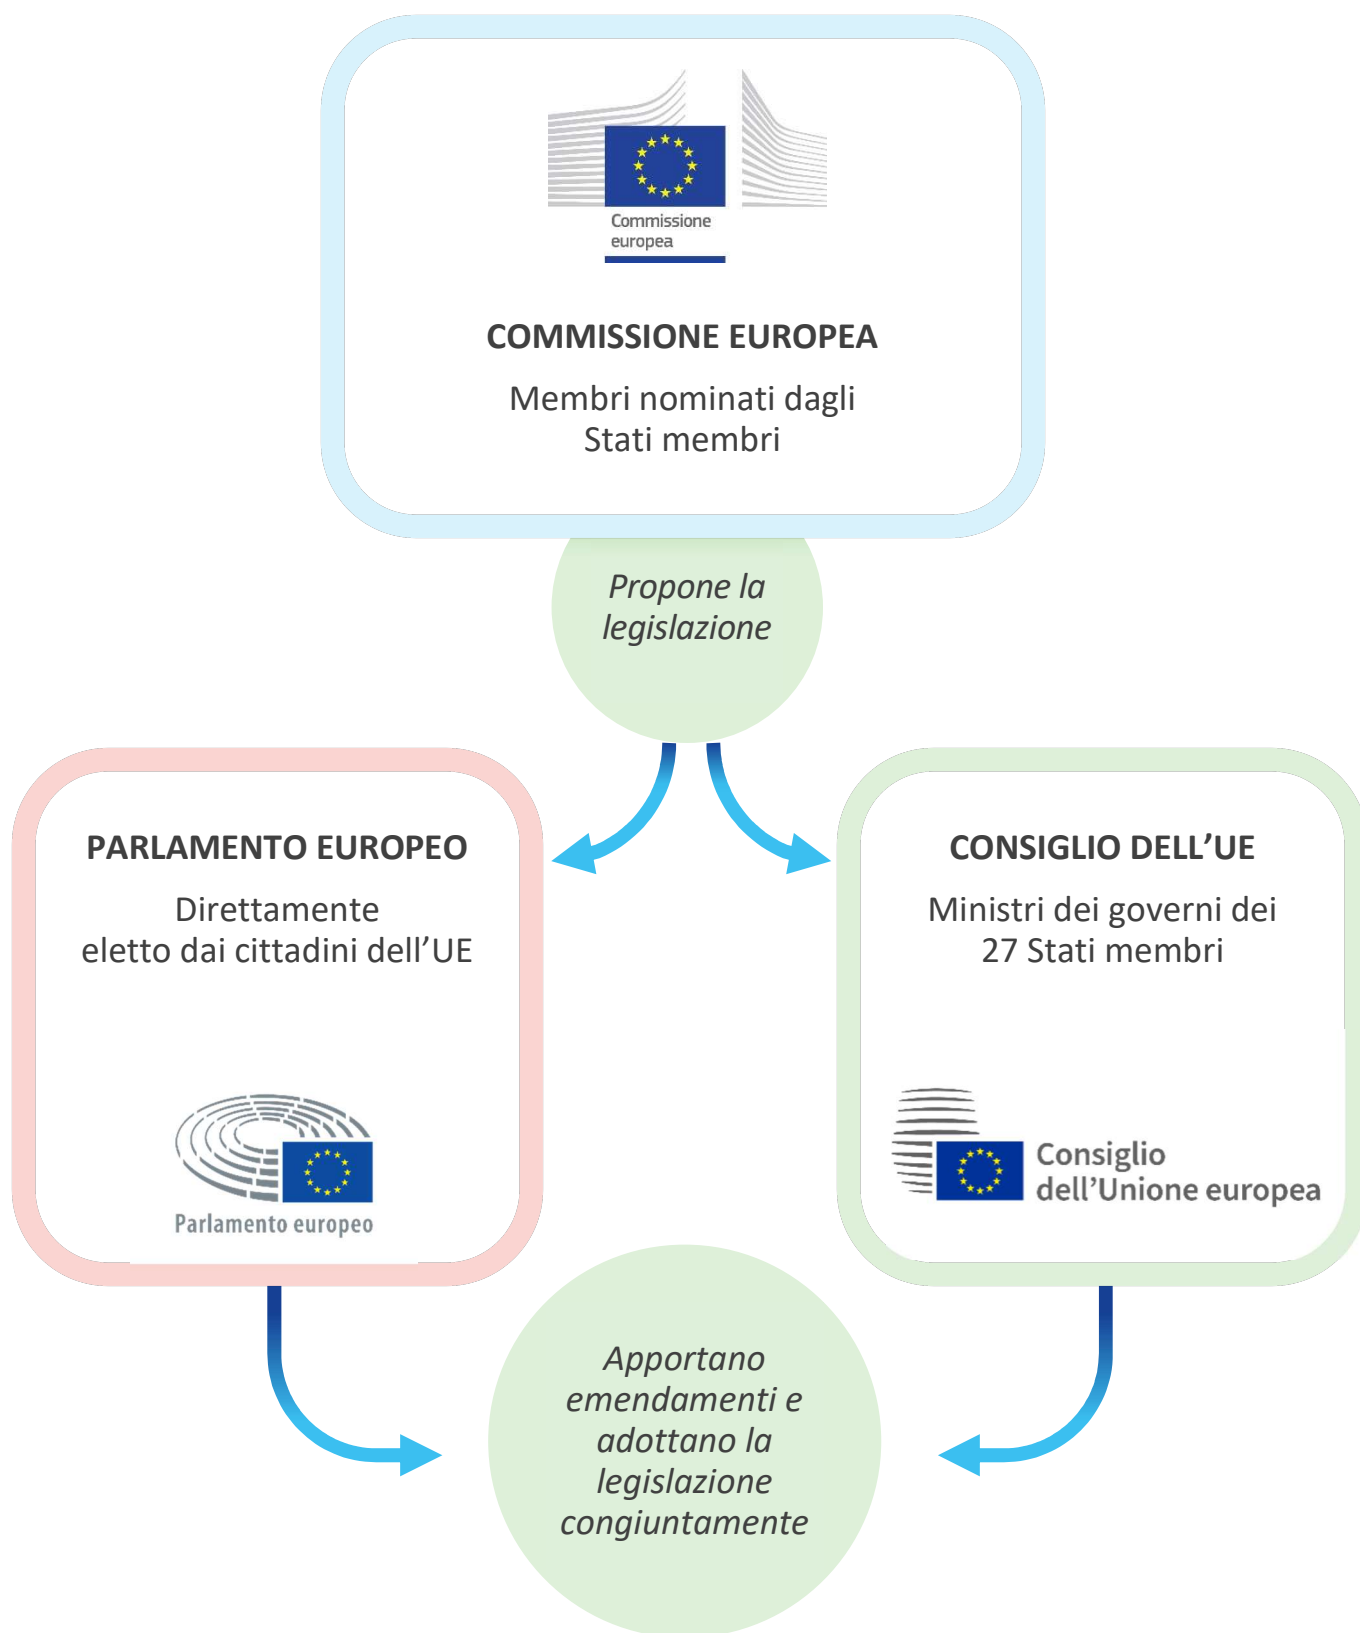 Commissione
europea
COMMISSIONE EUROPEA
Membri nominati dagli
Stati membri
Propone la
legislazione
PARLAMENTO EUROPEO
Direttamente
eletto dai cittadini dell’UE
Parlamento europeo
CONSIGLIO DELL’UE
Ministri dei governi dei
27 Stati membri
Consiglio
dell’Unione europea
Apportano
emendamenti e
adottano la
legislazione
congiuntamente